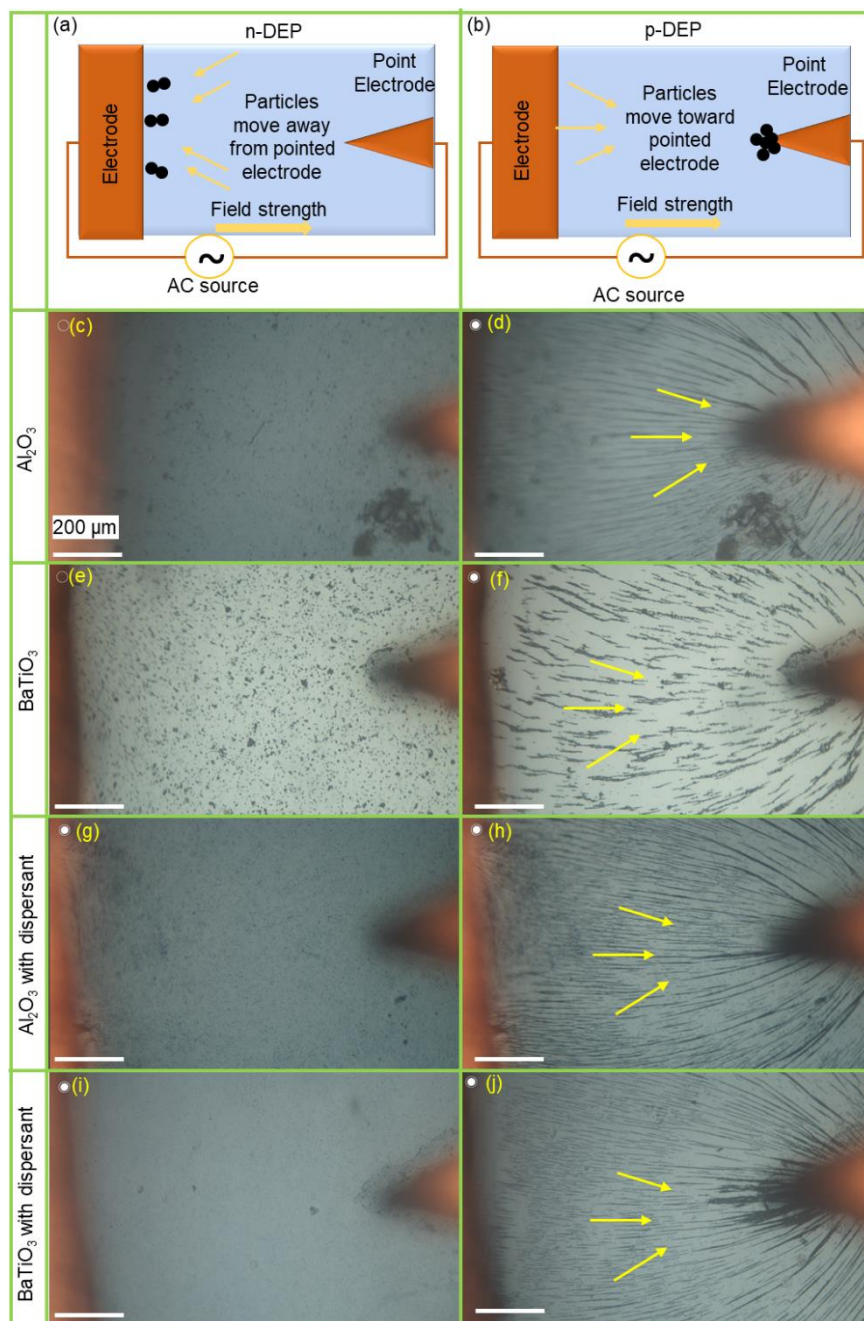 (a)
n-DEP
Electrode
Particles
move away
from pointed
electrode
Point
Electrode
Field strength
~
AC source
(b)
p-DEP
Electrode
Particles
move toward
pointed
electrode
Point
Electrode
Field strength
~
AC source
Al₂O₃
(c)
200 µm
(d)
BaTiO₃
(e)
(f)
Al₂O₃ with dispersant
(g)
(h)
BaTiO₃ with dispersant
(i)
(j)